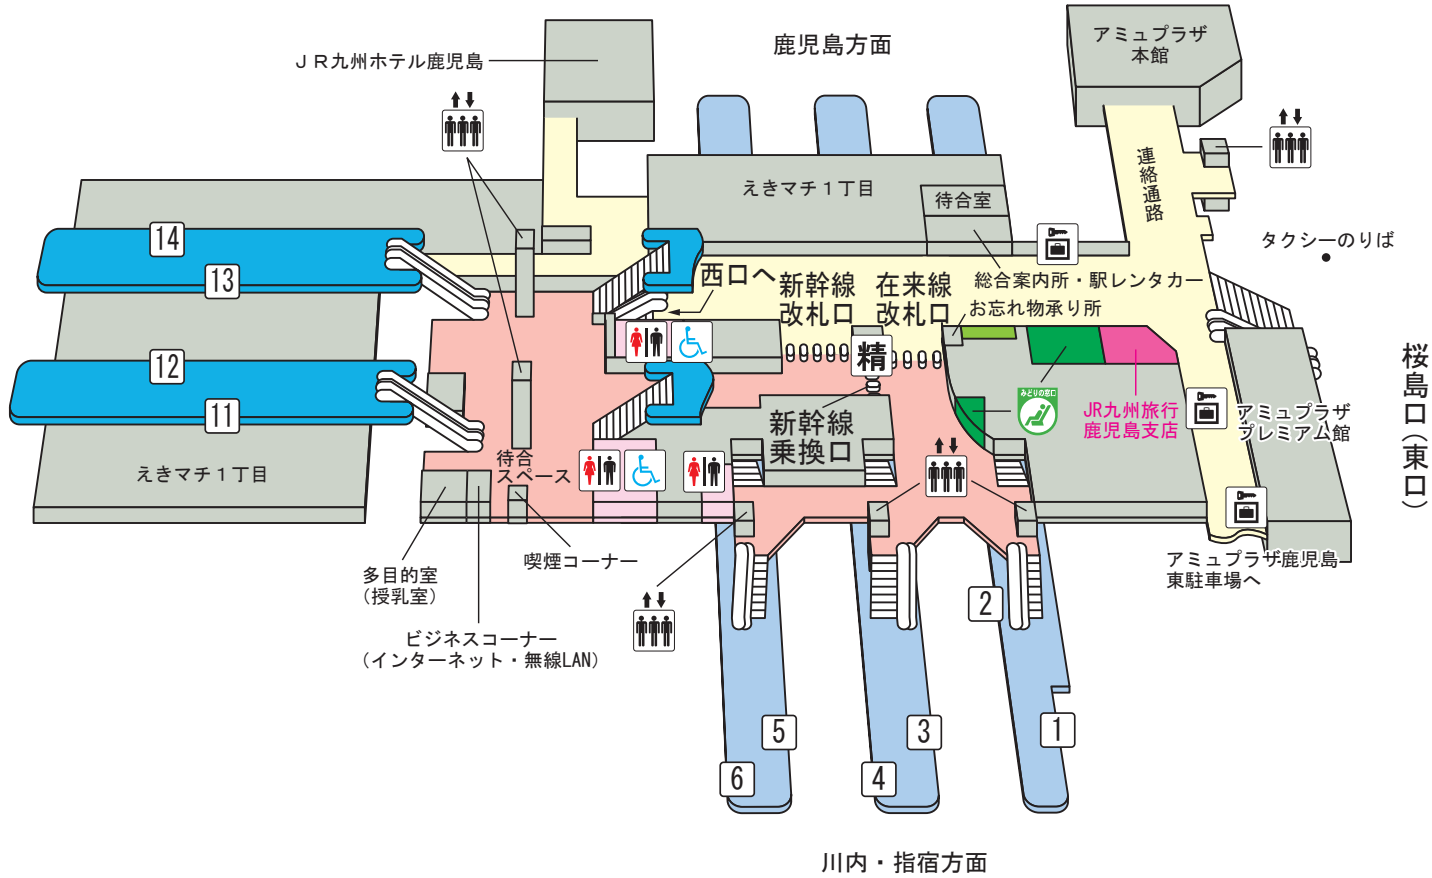 鹿児島方面
アミュプラザ
本館
JR九州ホテル鹿児島
連絡通路
えきマチ1丁目
待合室
14
13
タクシーのりば
西口へ
新幹線
改札口
在来線
改札口
総合案内所・駅レンタカー
お忘れ物承り所
精
12
11
みどりの窓口
JR九州旅行
鹿児島支店
アミュプラザ
プレミアム館
桜島口(東口)
新幹線
乗換口
えきマチ1丁目
待合
スペース
喫煙コーナー
多目的室
(授乳室)
ビジネスコーナー
(インターネット・無線LAN)
アミュプラザ鹿児島
東駐車場へ
2
5
3
1
6
4
川内・指宿方面